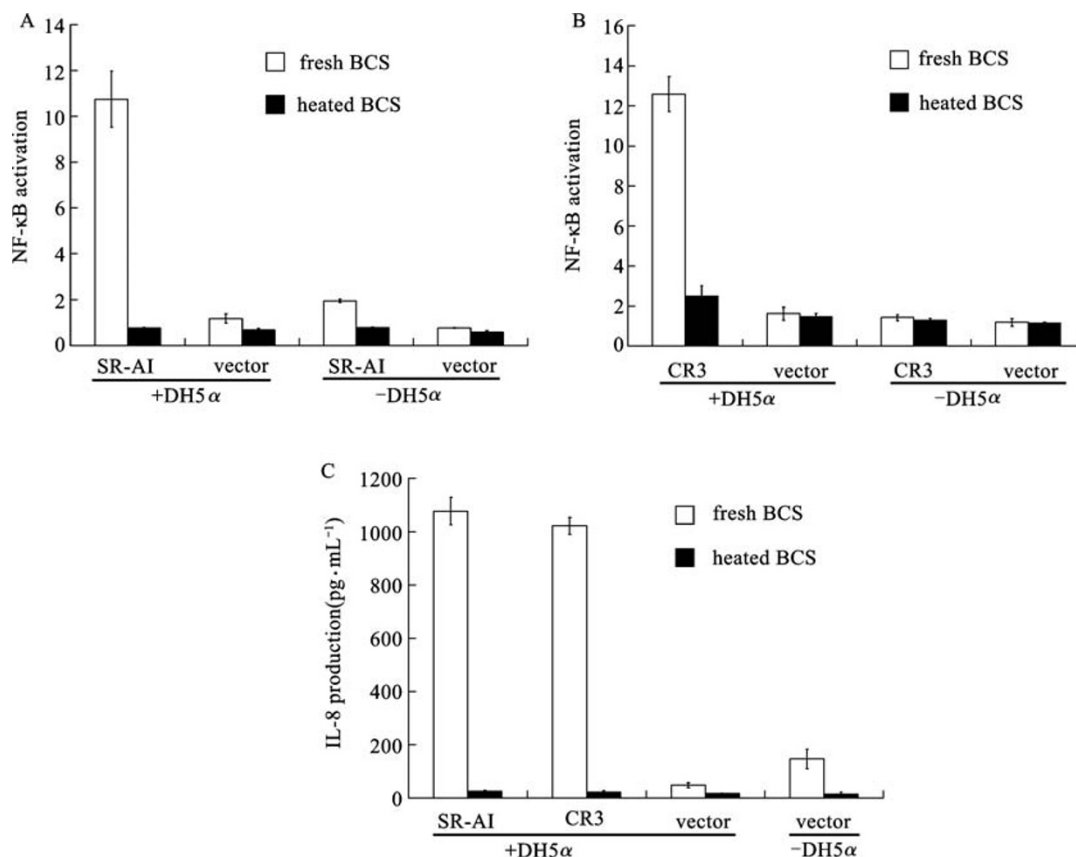 A
NF-κB activation
14
12
10
8
6
4
2
0
fresh BCS
heated BCS
SR-AI vector SR-AI vector
+DH5α −DH5α
B
NF-κB activation
16
14
12
10
8
6
4
2
0
fresh BCS
heated BCS
CR3 vector CR3 vector
+DH5α −DH5α
C
IL-8 production(pg·mL⁻¹)
1200
1000
800
600
400
200
0
fresh BCS
heated BCS
SR-AI CR3 vector vector
+DH5α −DH5α